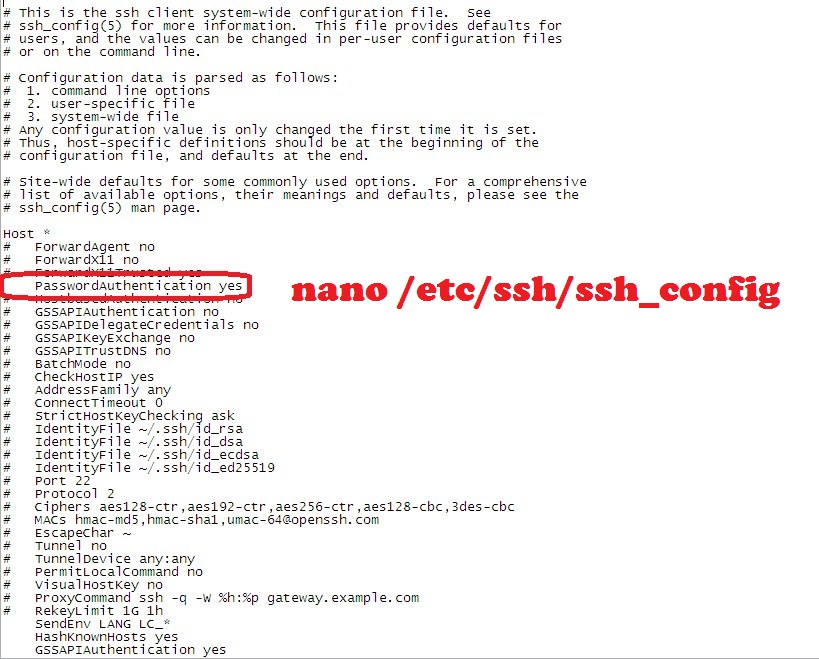 # This is the ssh client system-wide configuration file.  See
# ssh_config(5) for more information.  This file provides defaults for
# users, and the values can be changed in per-user configuration files
# or on the command line.
# Configuration data is parsed as follows:
#  1. command line options
#  2. user-specific file
#  3. system-wide file
# Any configuration value is only changed the first time it is set.
# Thus, host-specific definitions should be at the beginning of the
# configuration file, and defaults at the end.
# Site-wide defaults for some commonly used options.  For a comprehensive
# list of available options, their meanings and defaults, please see the
# ssh_config(5) man page.
Host *
#   ForwardAgent no
#   ForwardX11 no
#   ForwardX11Trusted yes
PasswordAuthentication yes
nano /etc/ssh/ssh_config
#   HostbasedAuthentication no
#   GSSAPIAuthentication no
#   GSSAPIDelegateCredentials no
#   GSSAPIKeyExchange no
#   GSSAPITrustDNS no
#   BatchMode no
#   CheckHostIP yes
#   AddressFamily any
#   ConnectTimeout 0
#   StrictHostKeyChecking ask
#   IdentityFile ~/.ssh/id_rsa
#   IdentityFile ~/.ssh/id_dsa
#   IdentityFile ~/.ssh/id_ecdsa
#   IdentityFile ~/.ssh/id_ed25519
#   Port 22
#   Protocol 2
#   Ciphers aes128-ctr,aes192-ctr,aes256-ctr,aes128-cbc,3des-cbc
#   MACs hmac-md5,hmac-sha1,umac-64@openssh.com
#   EscapeChar ~
#   Tunnel no
#   TunnelDevice any:any
#   PermitLocalCommand no
#   VisualHostKey no
#   ProxyCommand ssh -q -W %h:%p gateway.example.com
#   RekeyLimit 1G 1h
SendEnv LANG LC_*
HashKnownHosts yes
GSSAPIAuthentication yes